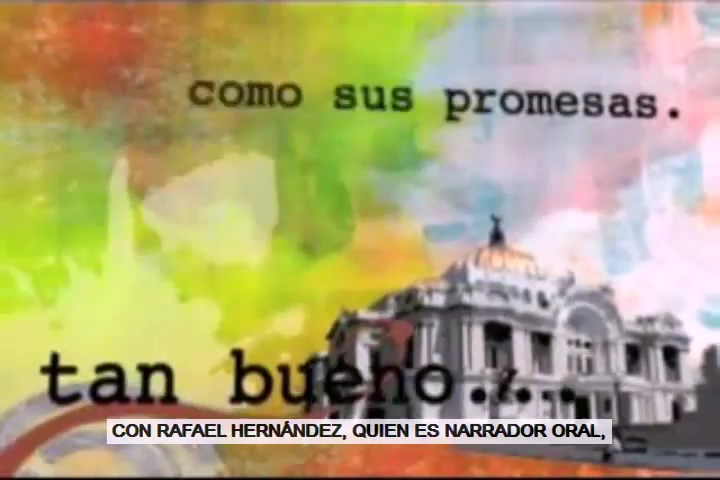 como sus promesas.
tan bueno...
CON RAFAEL HERNÁNDEZ, QUIEN ES NARRADOR ORAL,